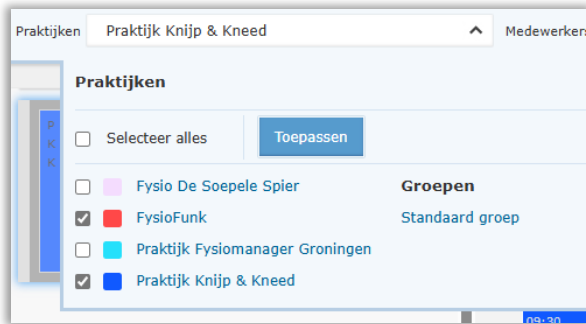 Praktijken Praktijk Knijp & Kneed Medewerkers
Praktijken
Selecteer alles Toepassen
Fysio De Soepele Spier Groepen
FysioFunk Standaard groep
Praktijk Fysiomanager Groningen
Praktijk Knijp & Kneed
P
K
K
09:30